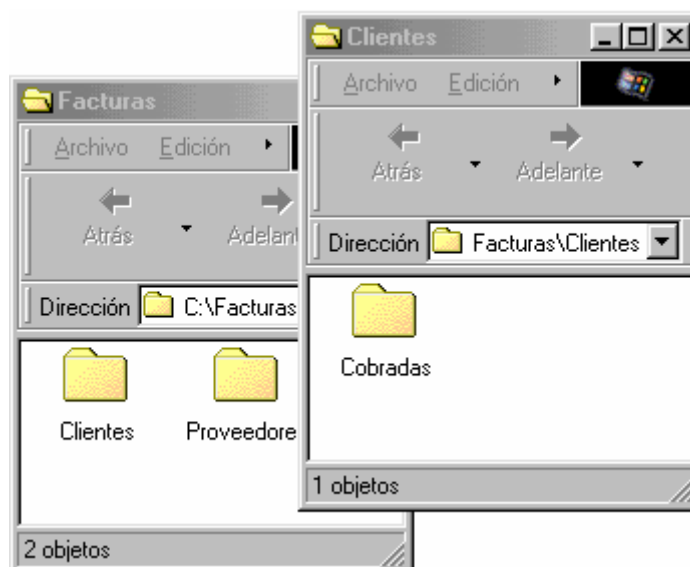 Clientes
Archivo Edición
Atrás Adelante
Dirección Facturas\Clientes
Cobradas
1 objetos
Facturas
Archivo Edición
Atrás Adelant
Dirección C:\Facturas
Clientes Proveedore
2 objetos